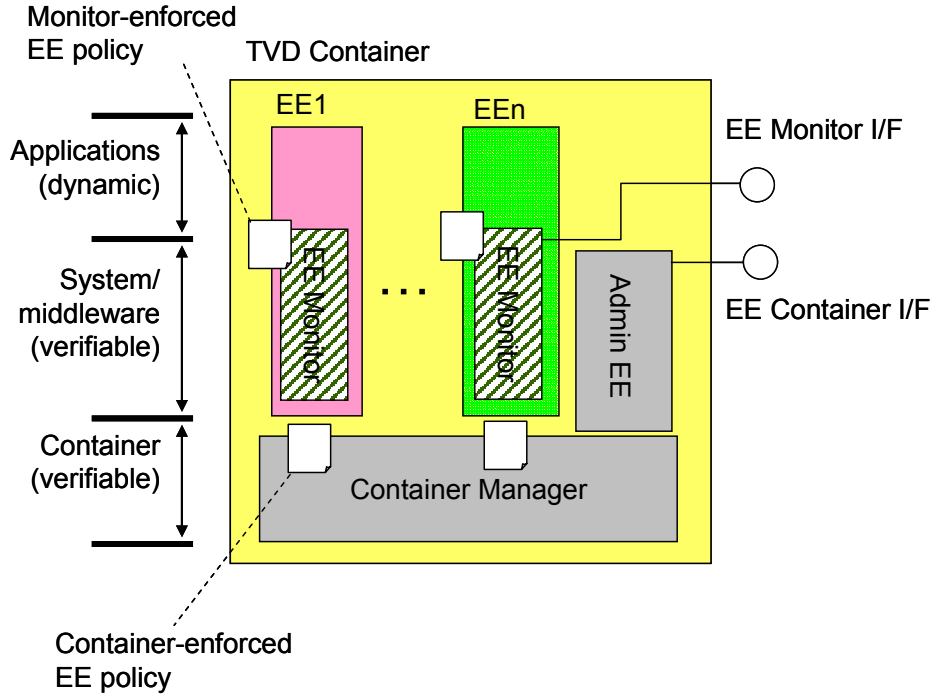 Monitor-enforced
EE policy
TVD Container
EE1
EEn
EE Monitor I/F
Applications
(dynamic)
EE Monitor
...
EE Monitor
Admin EE
EE Container I/F
System/
middleware
(verifiable)
Container
(verifiable)
Container Manager
Container-enforced
EE policy